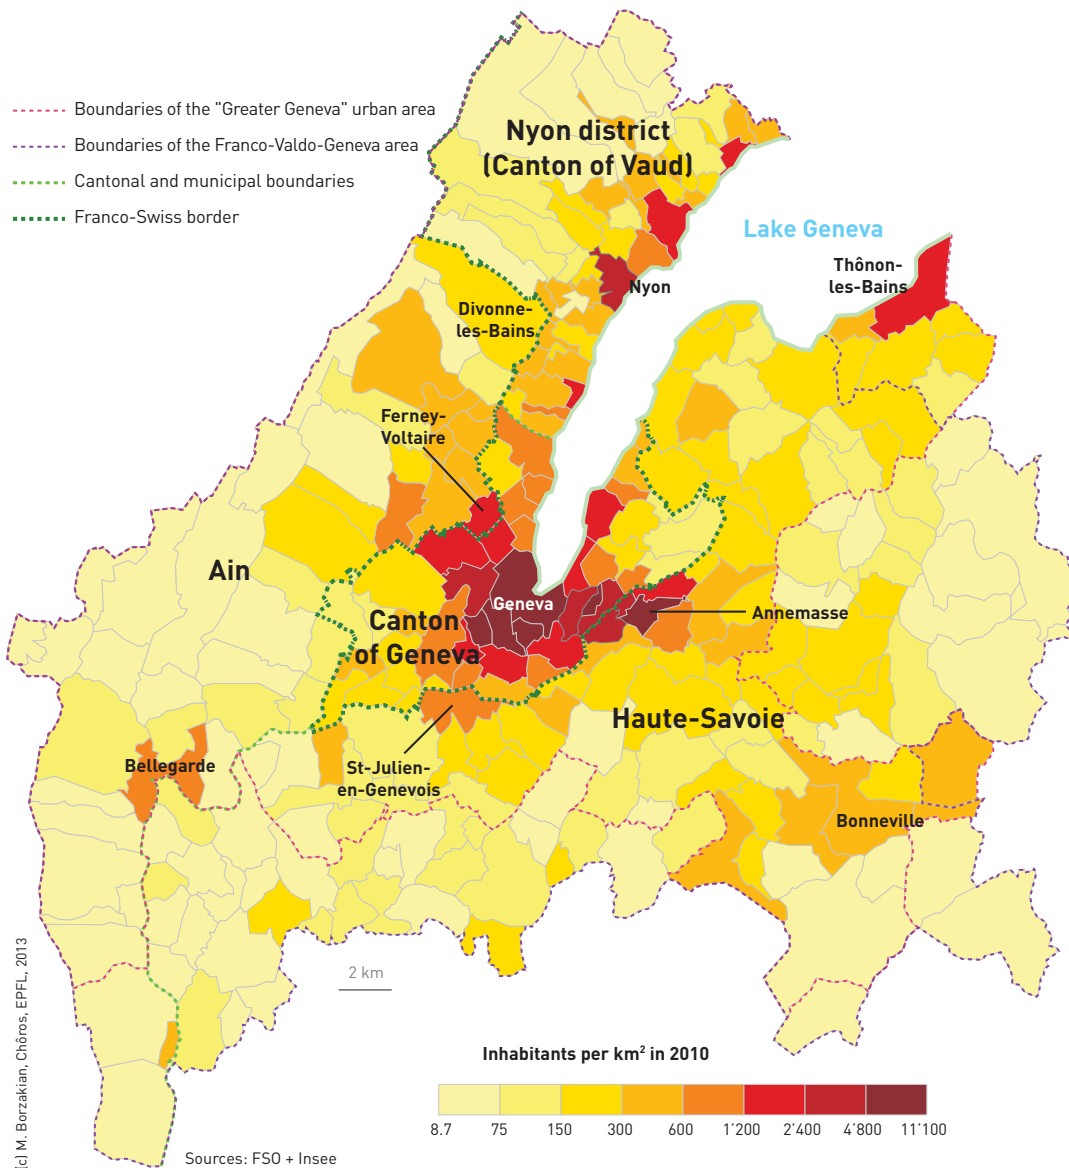 Boundaries of the "Greater Geneva" urban area
Boundaries of the Franco-Valdo-Geneva area
Cantonal and municipal boundaries
Franco-Swiss border
Nyon district
(Canton of Vaud)
Lake Geneva
Thônon-
les-Bains
Nyon
Divonne-
les-Bains
Ferney-
Voltaire
Ain
Geneva
Canton
of Geneva
Annemasse
Haute-Savoie
Bellegarde
St-Julien-
en-Genevois
Bonneville
2 km
(c) M. Borzakian, Chôros, EPFL, 2013
Inhabitants per km² in 2010
8.7 75 150 300 600 1'200 2'400 4'800 11'100
Sources: FSO + Insee